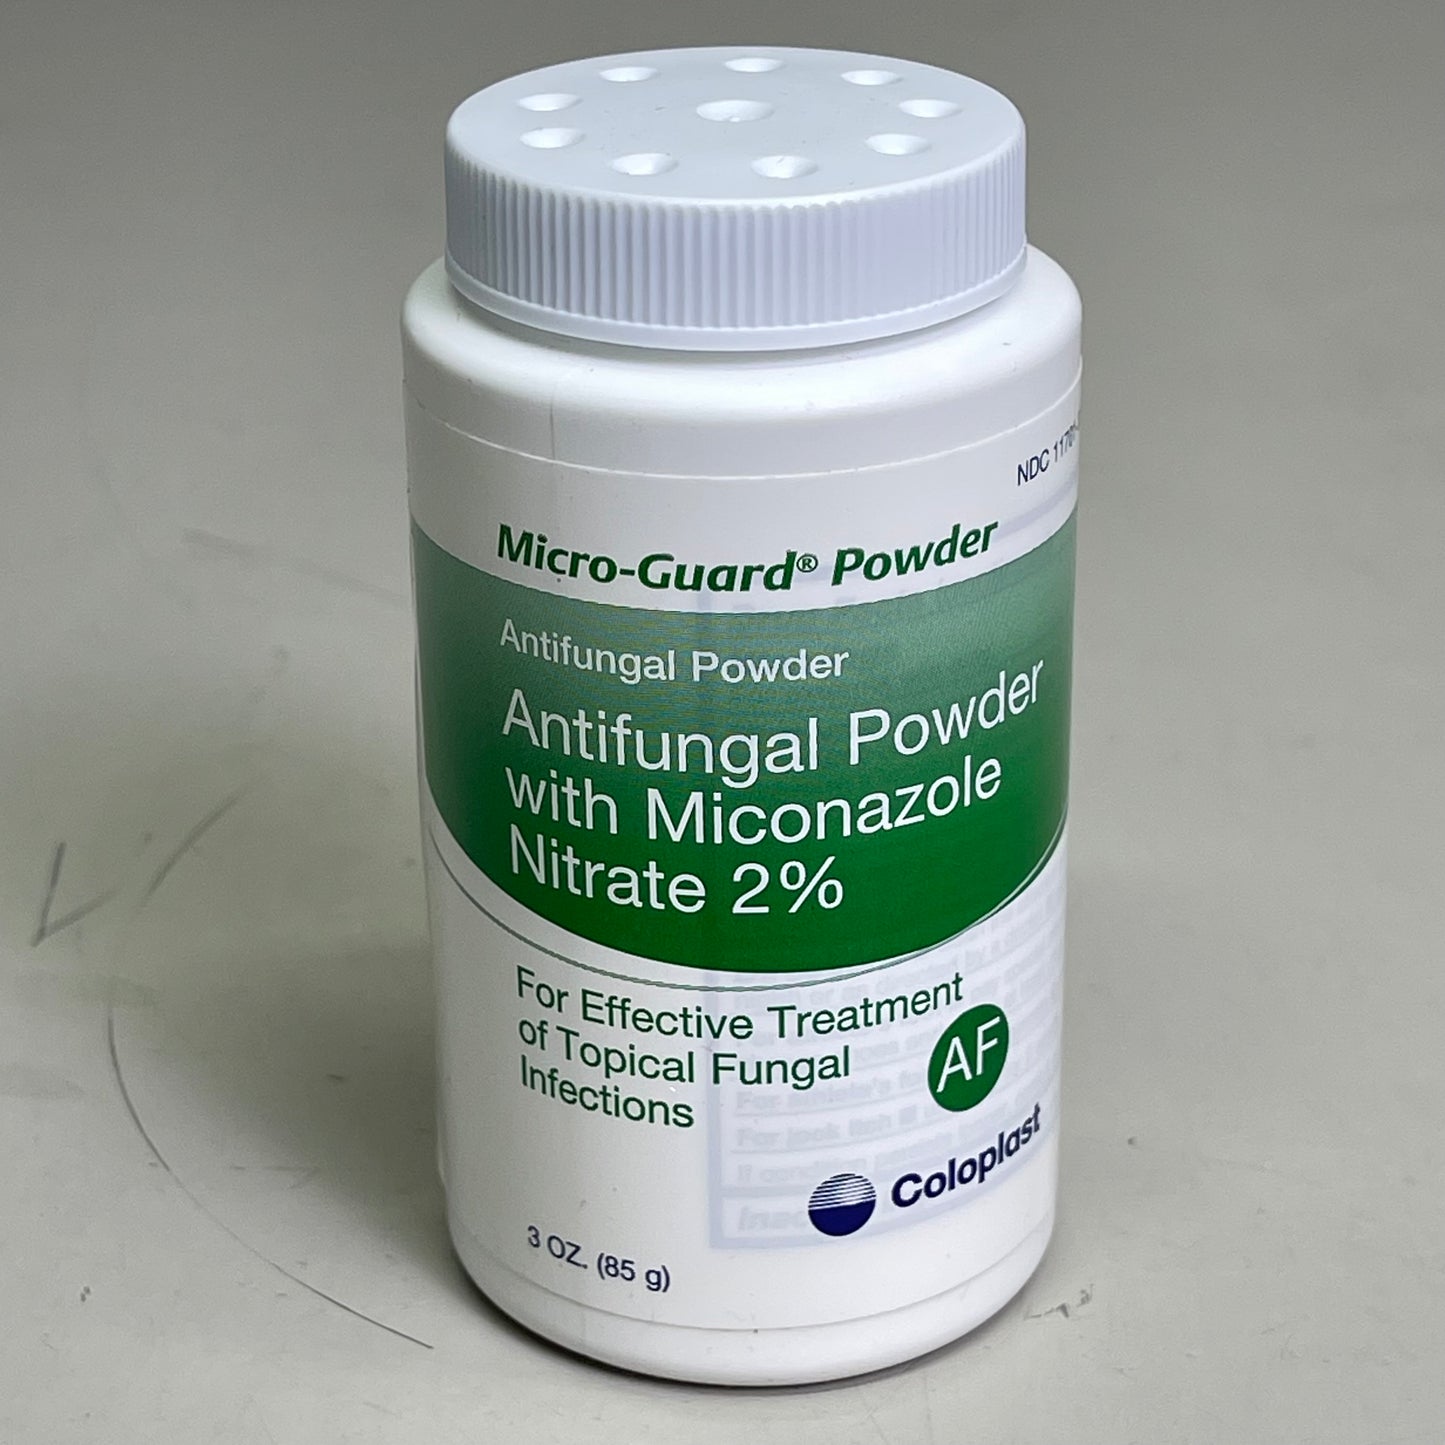 NDC 11701-
Micro-Guard® Powder
Antifungal Powder
Antifungal Powder
with Miconazole
Nitrate 2%
For Effective Treatment
of Topical Fungal
Infections
AF
Coloplast
3 OZ. (85 g)